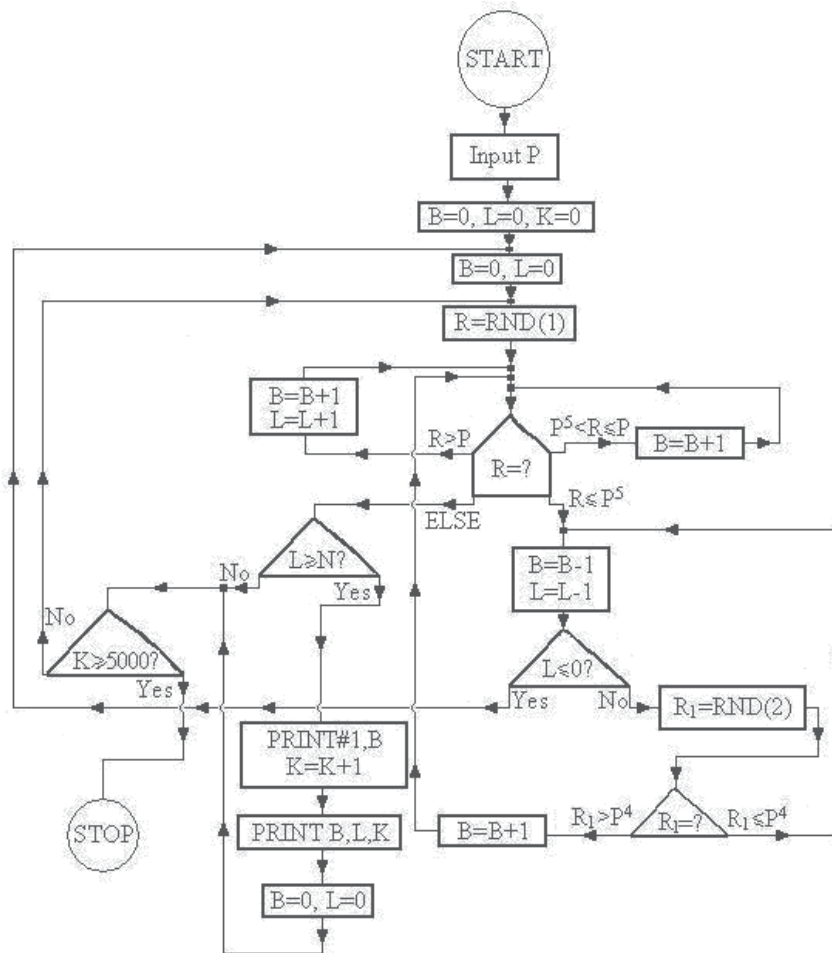 START
Input P
B=0, L=0, K=0
B=0, L=0
R=RND(1)
B=B+1
L=L+1
R>P
R=?
P⁵<R≤P
B=B+1
ELSE
R≤P⁵
L≥N?
No
Yes
B=B-1
L=L-1
No
K≥5000?
Yes
L≤0?
Yes
No
R₁=RND(2)
PRINT#1,B
K=K+1
STOP
PRINT B,L,K
B=B+1
R₁>P⁴
R₁=?
R₁≤P⁴
B=0, L=0